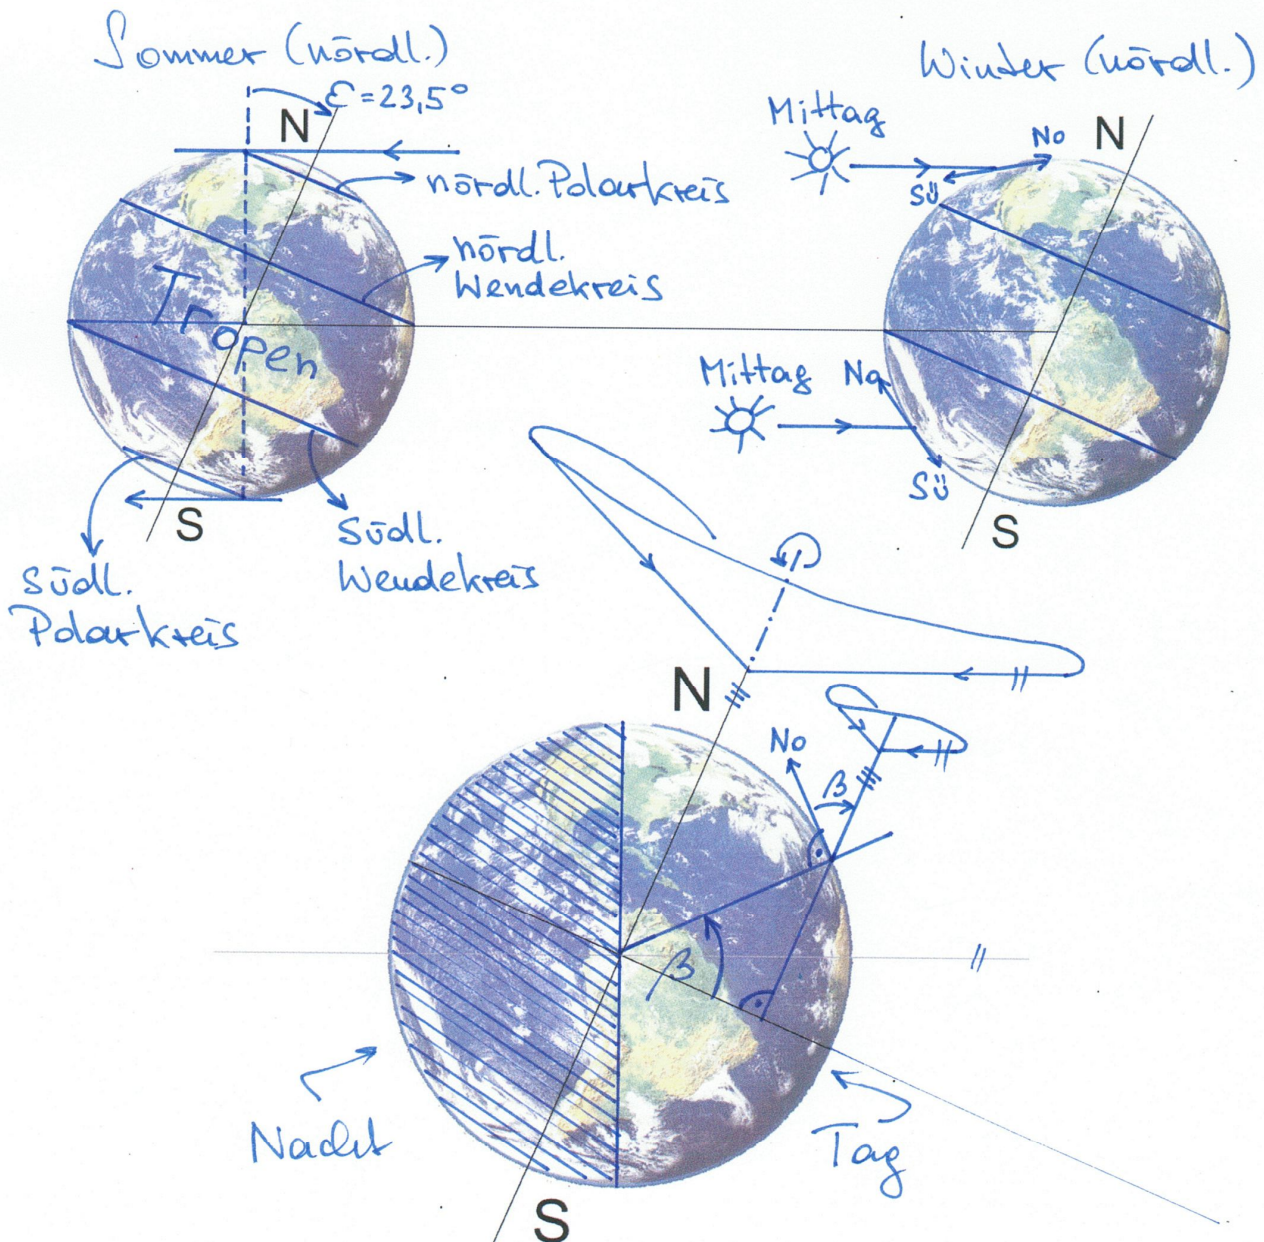 Sommer (nördl.)
ε=23,5°
N
nördl. Polarkreis
nördl.
Wendekreis
Tropen
S
südl.
Polarkreis
Südl.
Wendekreis
Winter (nördl.)
Mittag
No
N
Sü
Mittag
No
Sü
S
N
No
β
β
Nacht
Tag
S